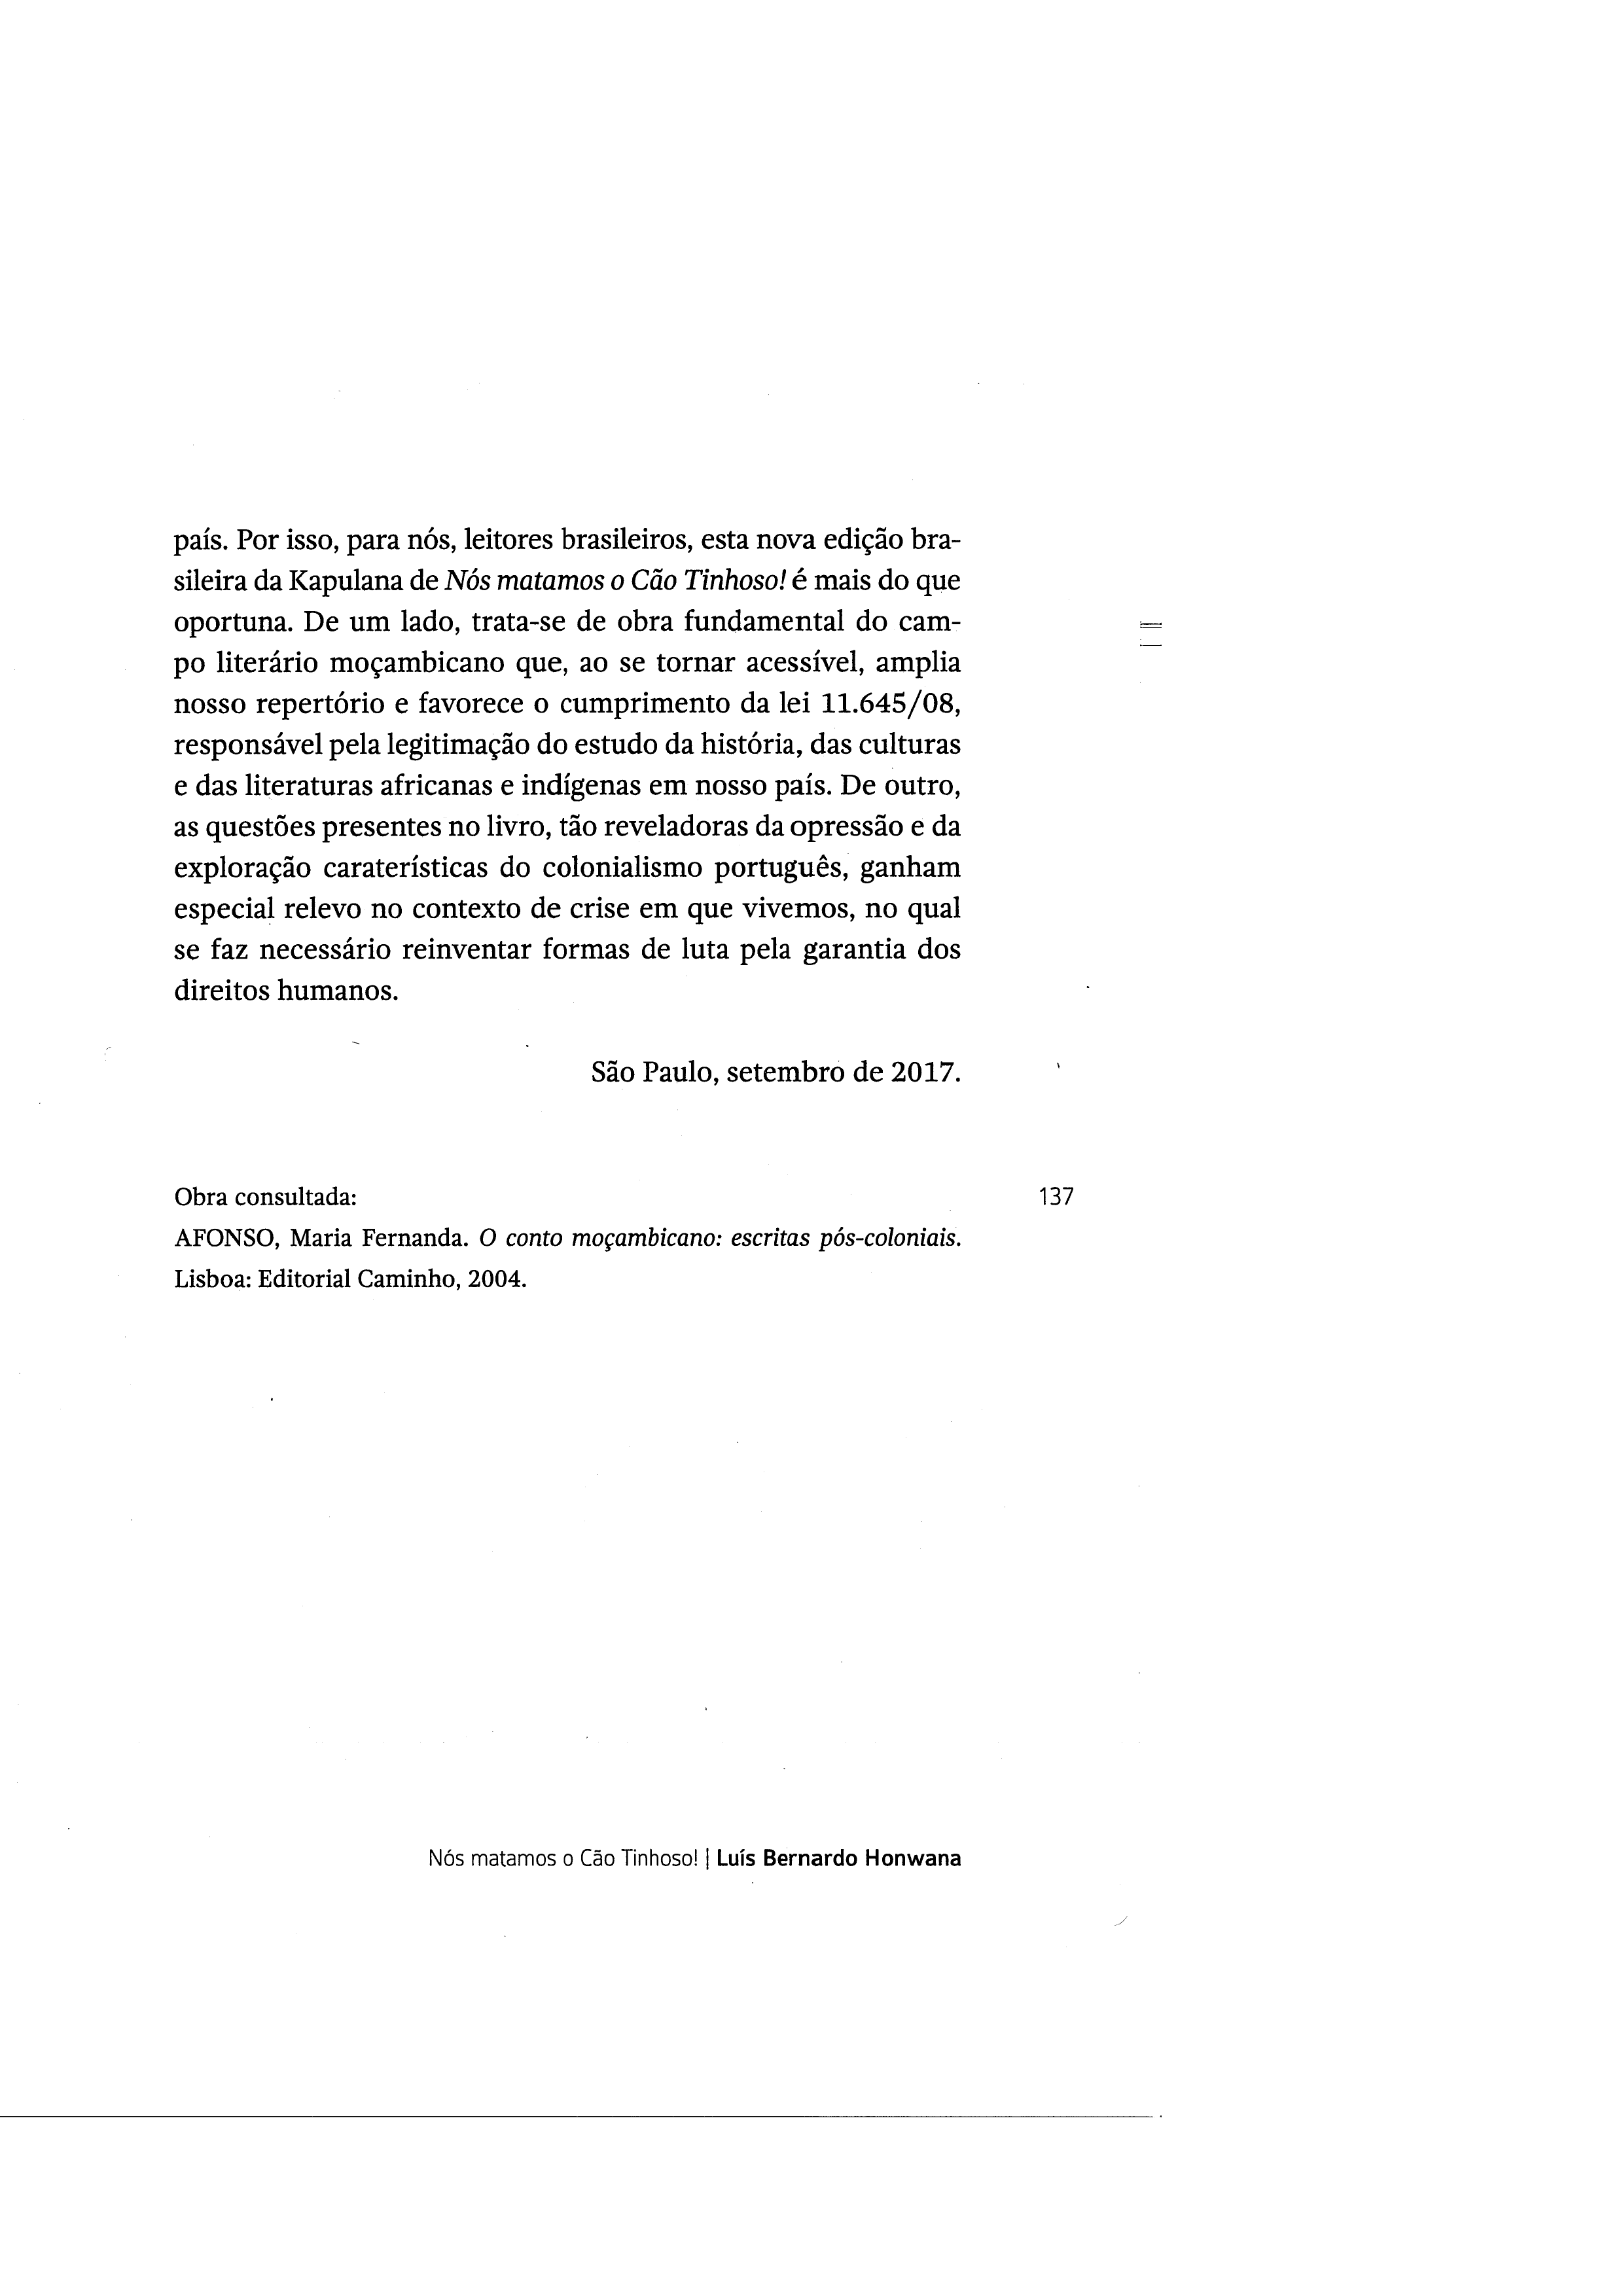 país. Por isso, para nós, leitores brasileiros, esta nova edição bra-
sileira da Kapulana de Nós matamos o Cão Tinhoso! é mais do que
oportuna. De um lado, trata-se de obra fundamental do cam-
po literário moçambicano que, ao se tornar acessível, amplia
nosso repertório e favorece o cumprimento da lei 11.645/08,
responsável pela legitimação do estudo da história, das culturas
e das literaturas africanas e indígenas em nosso país. De outro,
as questões presentes no livro, tão reveladoras da opressão e da
exploração caraterísticas do colonialismo português, ganham
especial relevo no contexto de crise em que vivemos, no qual
se faz necessário reinventar formas de luta pela garantia dos
direitos humanos.
São Paulo, setembro de 2017.
Obra consultada:
137
AFONSO, Maria Fernanda. O conto moçambicano: escritas pós-coloniais.
Lisboa: Editorial Caminho, 2004.
Nós matamos o Cão Tinhoso! | Luís Bernardo Honwana